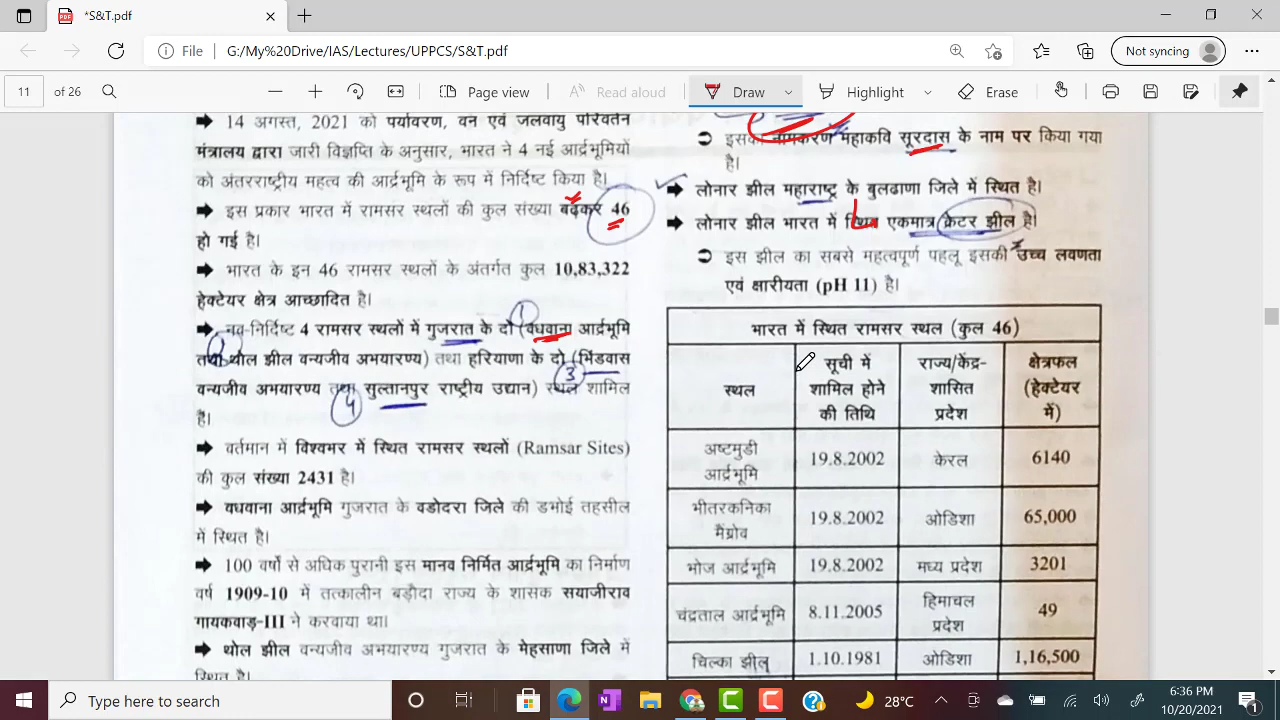 *S&T.pdf
File
G:/My%20Drive/IAS/Lectures/UPPCS/S&T.pdf
Not syncing
11 of 26
Page view
Read aloud
Draw
Highlight
Erase
➡ 14 अगस्त, 2021 को पर्यावरण, वन एवं जलवायु परिवर्तन
मंत्रालय द्वारा जारी विज्ञप्ति के अनुसार, भारत ने 4 नई आर्द्रभूमियों
को अंतरराष्ट्रीय महत्व की आर्द्रभूमि के रूप में निर्दिष्ट किया है।
➡ इस प्रकार भारत में रामसर स्थलों की कुल संख्या बढ़कर 46
हो गई है।
➡ भारत के इन 46 रामसर स्थलों के अंतर्गत कुल 10,83,322
हेक्टेयर क्षेत्र आच्छादित है।
1
➡ नव-निर्दिष्ट 4 रामसर स्थलों में गुजरात के दो (वधवाना आर्द्रभूमि
तथा थोल झील वन्यजीव अभयारण्य) तथा हरियाणा के दो (भिंडवास
3
वन्यजीव अभयारण्य तथा सुल्तानपुर राष्ट्रीय उद्यान) स्थल शामिल
4
हैं।
➡ वर्तमान में विश्वभर में स्थित रामसर स्थलों (Ramsar Sites)
की कुल संख्या 2431 है।
➡ वधवाना आर्द्रभूमि गुजरात के वडोदरा जिले की डभोई तहसील
में स्थित है।
➡ 100 वर्षों से अधिक पुरानी इस मानव निर्मित आर्द्रभूमि का निर्माण
वर्ष 1909-10 में तत्कालीन बड़ौदा राज्य के शासक सयाजीराव
गायकवाड़-III ने करवाया था।
➡ थोल झील वन्यजीव अभयारण्य गुजरात के मेहसाणा जिले में
स्थित है।
इसका नामकरण महाकवि सूरदास के नाम पर किया गया
है।
➡ लोनार झील महाराष्ट्र के बुलढाणा जिले में स्थित है।
➡ लोनार झील भारत में स्थित एकमात्र क्रेटर झील है।
इस झील का सबसे महत्वपूर्ण पहलू इसकी उच्च लवणता
एवं क्षारीयता (pH 11) है।
भारत में स्थित रामसर स्थल (कुल 46)
स्थल
सूची में
शामिल होने
की तिथि
राज्य/केंद्र-
शासित
प्रदेश
क्षेत्रफल
(हेक्टेयर
में)
अष्टमुडी
आर्द्रभूमि
19.8.2002
केरल
6140
भीतरकनिका
मैंग्रोव
19.8.2002
ओडिशा
65,000
भोज आर्द्रभूमि
19.8.2002
मध्य प्रदेश
3201
चंद्रताल आर्द्रभूमि
8.11.2005
हिमाचल
प्रदेश
49
चिल्का झील
1.10.1981
ओडिशा
1,16,500
Type here to search
28°C
6:36 PM
10/20/2021
1